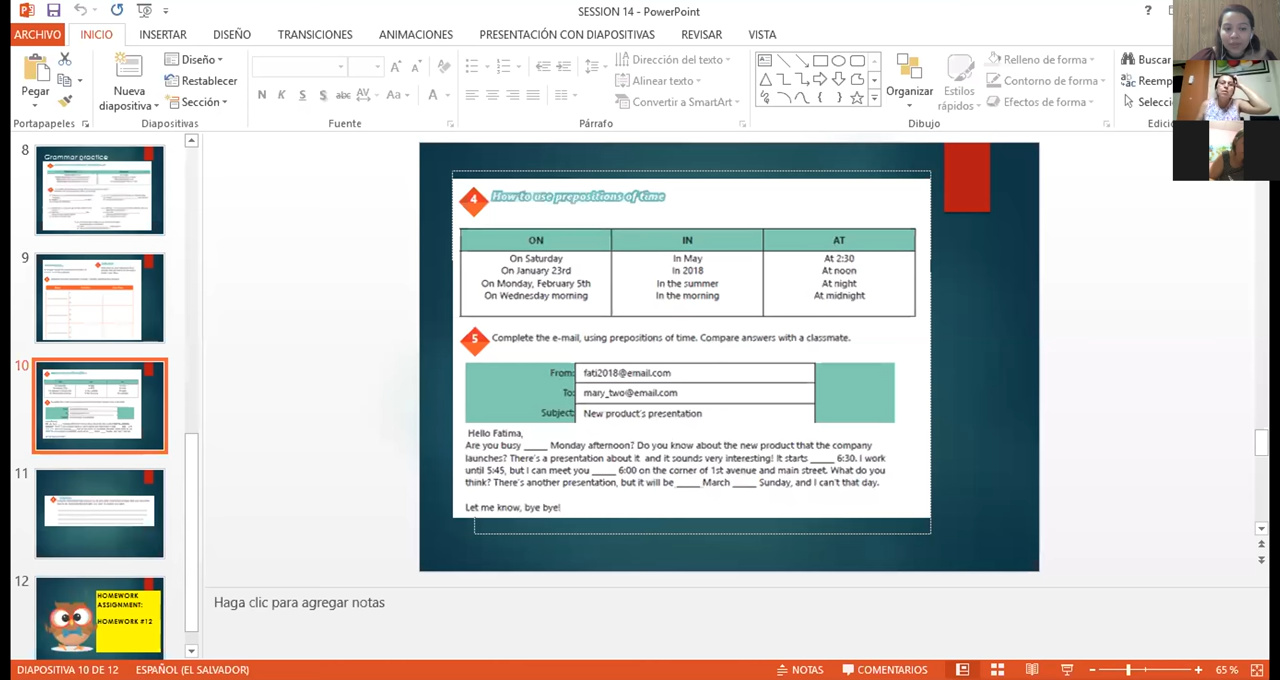 SESSION 14 - PowerPoint
?
ARCHIVO INICIO INSERTAR DISEÑO TRANSICIONES ANIMACIONES PRESENTACIÓN CON DIAPOSITIVAS REVISAR VISTA
Pegar
Nueva
diapositiva
Diseño
Restablecer
Sección
N K S S abc AV Aa A
Dirección del texto
Alinear texto
Convertir a SmartArt
Organizar
Estilos
rápidos
Relleno de forma
Contorno de forma
Efectos de forma
Buscar
Reemp
Selecci
Portapapeles Fuente Párrafo Dibujo Edici
Diapositivas
8
Grammar practice
9
10
11
12
HOMEWORK
ASSIGNMENT:
HOMEWORK #12
4 How to use prepositions of time
ON IN AT
On Saturday In May At 2:30
On January 23rd In 2018 At noon
On Monday, February 5th In the summer At night
On Wednesday morning In the morning At midnight
5 Complete the e-mail, using prepositions of time. Compare answers with a classmate.
From: fati2018@email.com
To: mary_two@email.com
Subject: New product's presentation
Hello Fatima,
Are you busy _____ Monday afternoon? Do you know about the new product that the company
launches? There's a presentation about it and it sounds very interesting! It starts _____ 6:30. I work
until 5:45, but I can meet you _____ 6:00 on the corner of 1st avenue and main street. What do you
think? There's another presentation, but it will be _____ March _____ Sunday, and I can't that day.
Let me know, bye bye!
Haga clic para agregar notas
DIAPOSITIVA 10 DE 12 ESPAÑOL (EL SALVADOR) NOTAS COMENTARIOS 65 %